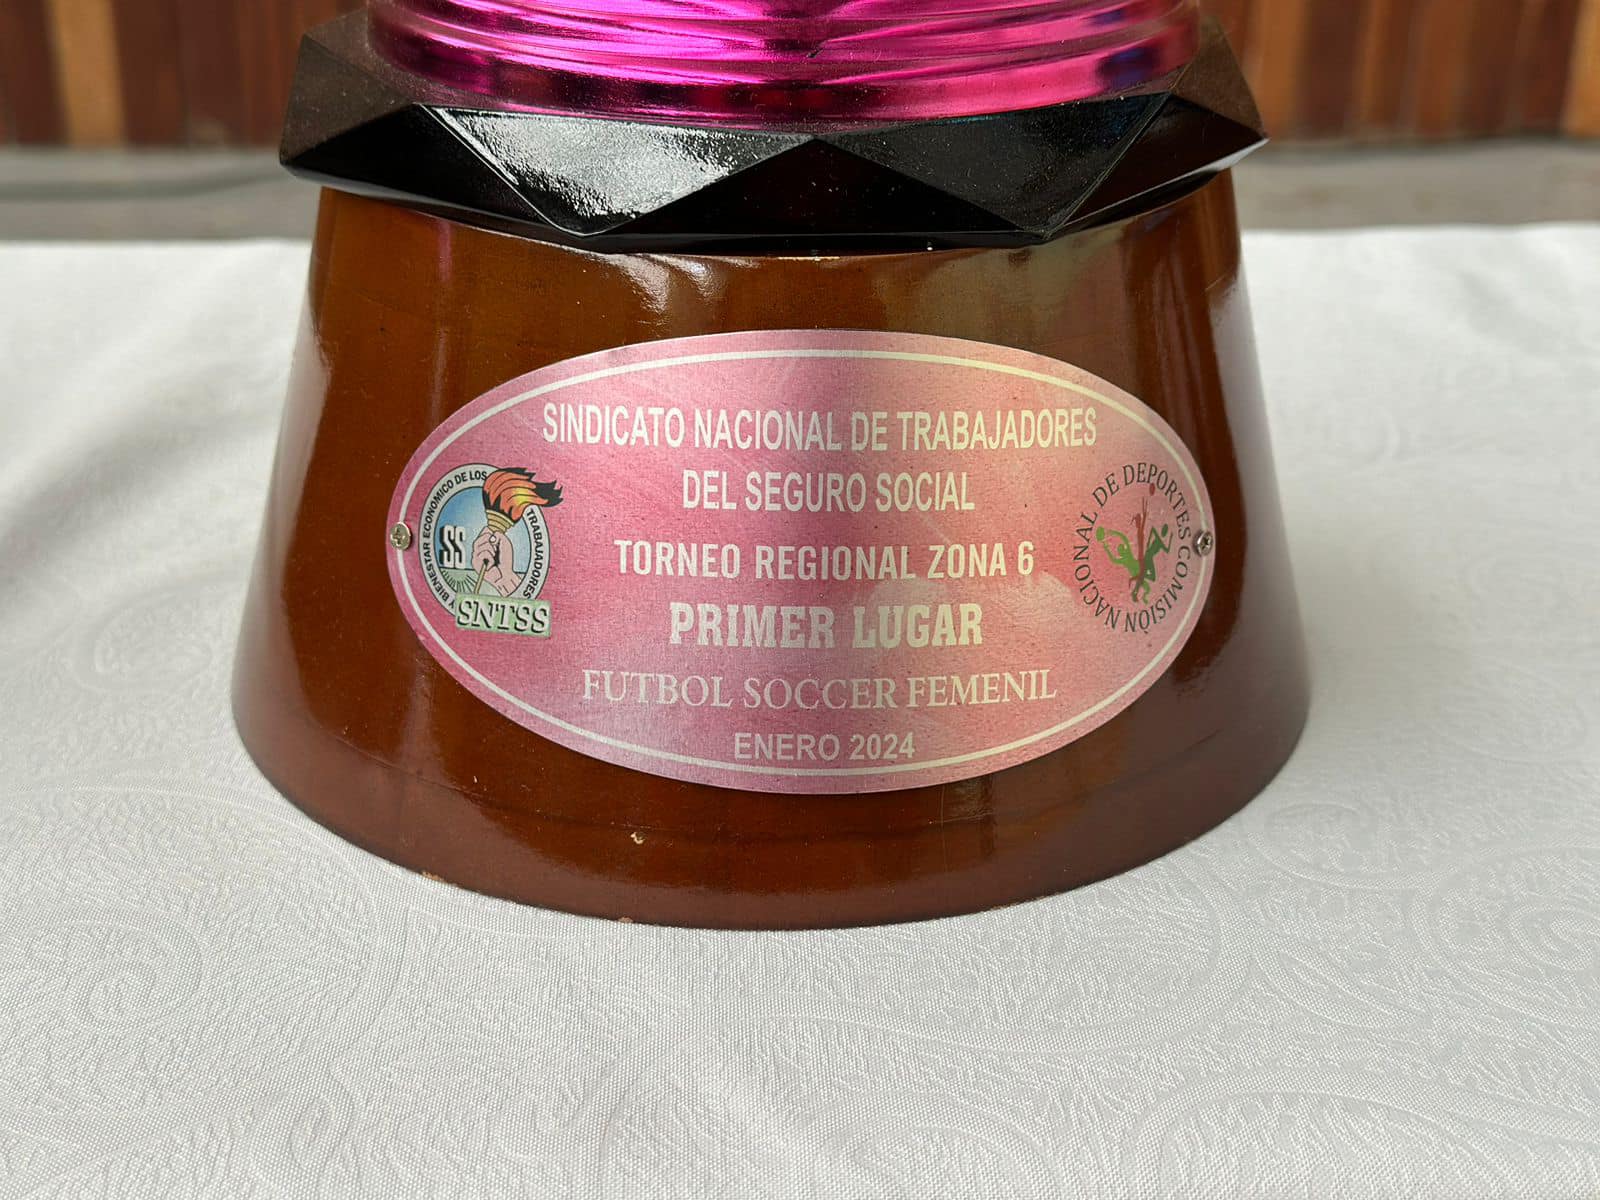 SINDICATO NACIONAL DE TRABAJADORES
DEL SEGURO SOCIAL
TORNEO REGIONAL ZONA 6
PRIMER LUGAR
FUTBOL SOCCER FEMENIL
ENERO 2024
Y BIENESTAR ECONOMICO DE LOS TRABAJADORES
SS
SNTSS
COMISIÓN NACIONAL DE DEPORTES